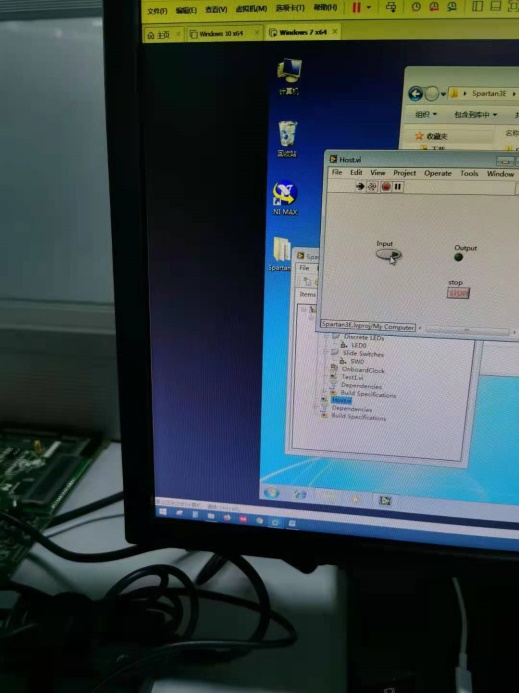 文件(F) 编辑(E) 查看(V) 虚拟机(M) 选项卡(T) 帮助(H)
主页 Windows 10 x64 Windows 7 x64
计算机
回收站
NI MAX
Spartan
Spartan3E
组织 包含到库中
收藏夹
Host.vi
File Edit View Project Operate Tools Window
Input
Output
stop
Spartan3E.lvproj/My Computer
File
Items
Discrete LEDs
LED0
Slide Switches
SW0
OnboardClock
Test1.vi
Dependencies
Build Specifications
Host.vi
Dependencies
Build Specifications